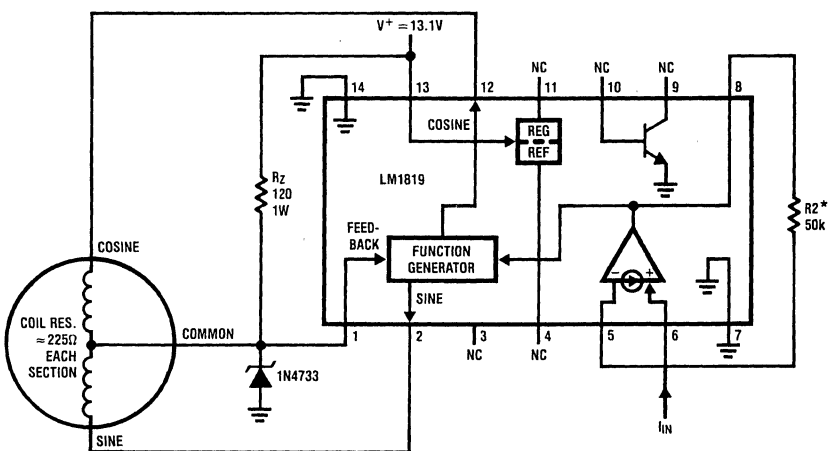 V⁺ = 13.1V
NC
NC
NC
14
13
12
11
10
9
8
COSINE
REG
REF
LM1819
RZ
120
1W
R2*
50k
FEED-
BACK
FUNCTION
GENERATOR
COSINE
SINE
- +
COIL RES.
≈ 225Ω
EACH
SECTION
COMMON
1
2
3
4
5
6
7
NC
NC
1N4733
IIN
SINE